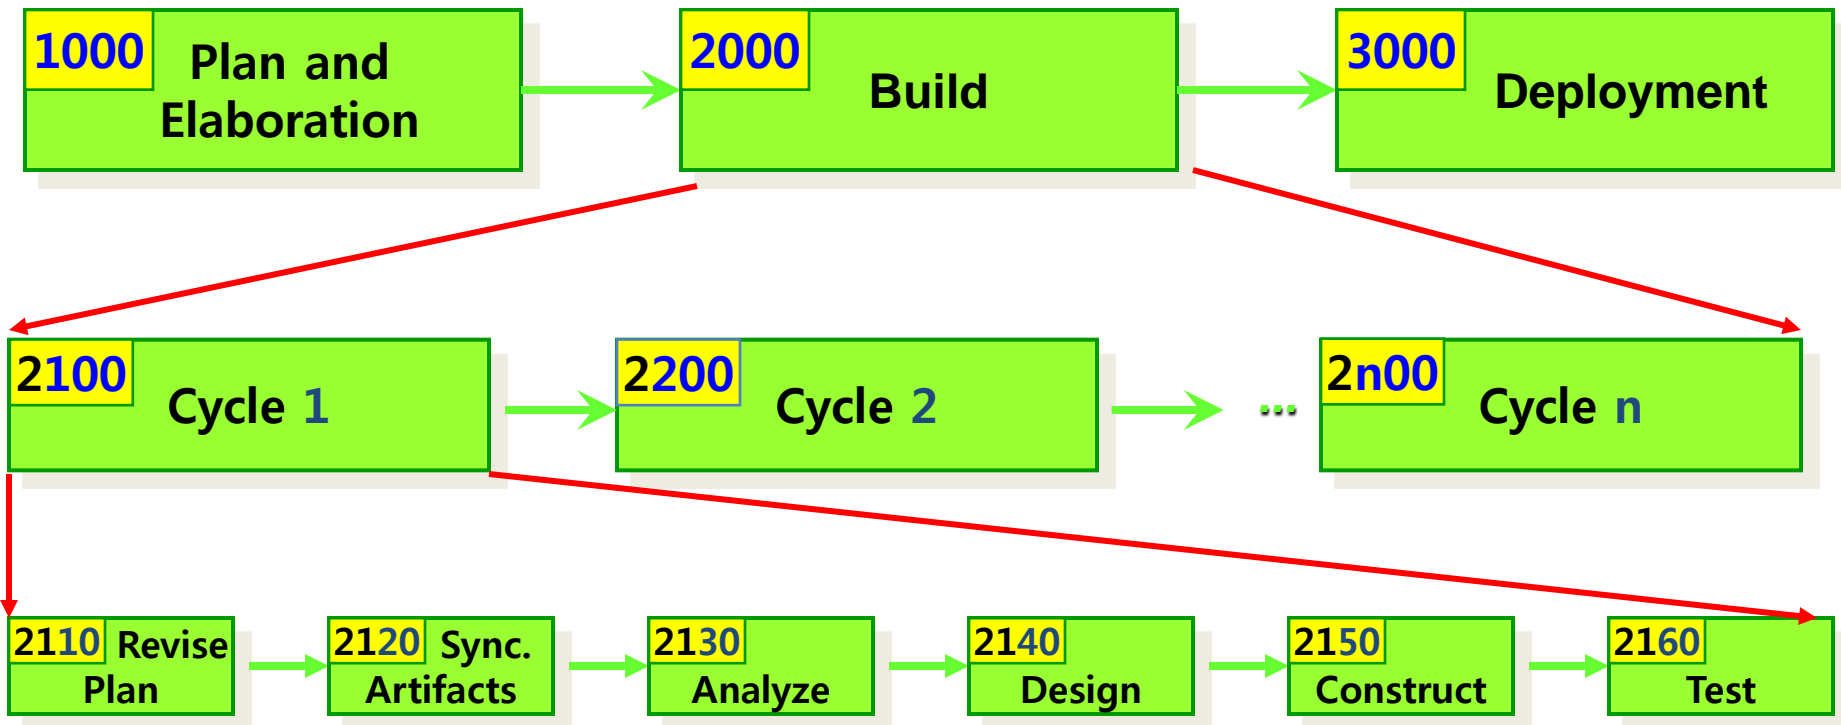 1000
Plan and
Elaboration
2000
Build
3000
Deployment
2100
Cycle 1
2200
Cycle 2
...
2n00
Cycle n
2110 Revise
Plan
2120 Sync.
Artifacts
2130
Analyze
2140
Design
2150
Construct
2160
Test